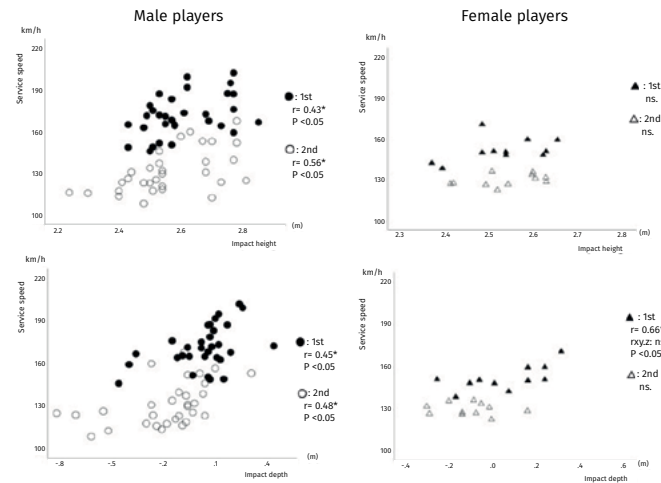 Male players
Female players
km/h
220
190
160
130
100
Service speed
2.2 2.4 2.6 2.8 3.0
(m)
Impact height
: 1st
r= 0.43*
P <0.05
: 2nd
r= 0.56*
P <0.05
km/h
220
190
160
130
100
Service speed
2.3 2.4 2.5 2.6 2.7 2.8
(m)
Impact height
: 1st
ns.
: 2nd
ns.
km/h
220
190
160
130
100
Service speed
-.8 -.5 -.2 .1 .4
(m)
Impact depth
: 1st
r= 0.45*
P <0.05
: 2nd
r= 0.48*
P <0.05
km/h
220
190
160
130
100
Service speed
-.4 -.2 .0 .2 .4 .6
(m)
Impact depth
: 1st
r= 0.66
rxy.z: n
P <0.05
: 2nd
ns.